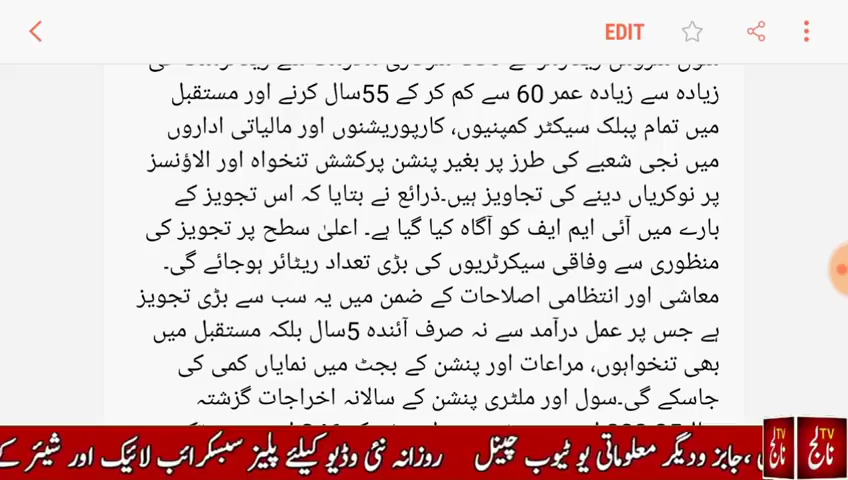 EDIT
زیادہ سے زیادہ عمر 60 سے کم کر کے 55سال کرنے اور مستقبل
میں تمام پبلک سیکٹر کمپنیوں، کارپوریشنوں اور مالیاتی اداروں
میں نجی شعبے کی طرز پر بغیر پنشن پرکشش تنخواہ اور الاؤنسز
پر نوکریاں دینے کی تجاویز ہیں۔ذرائع نے بتایا کہ اس تجویز کے
بارے میں آئی ایم ایف کو آگاہ کیا گیا ہے۔ اعلیٰ سطح پر تجویز کی
منظوری سے وفاقی سیکرٹریوں کی بڑی تعداد ریٹائر ہوجائے گی۔
معاشی اور انتظامی اصلاحات کے ضمن میں یہ سب سے بڑی تجویز
ہے جس پر عمل درآمد سے نہ صرف آئندہ 5سال بلکہ مستقبل میں
بھی تنخواہوں، مراعات اور پنشن کے بجٹ میں نمایاں کمی کی
جاسکے گی۔سول اور ملٹری پنشن کے سالانہ اخراجات گزشتہ
،جابز ودیگر معلوماتی یو ٹیوب چینل روزانہ نئی وڈیو کیلئے پلیز سبسکرائب لائیک اور شیئر کے
TV نالج TV نالج